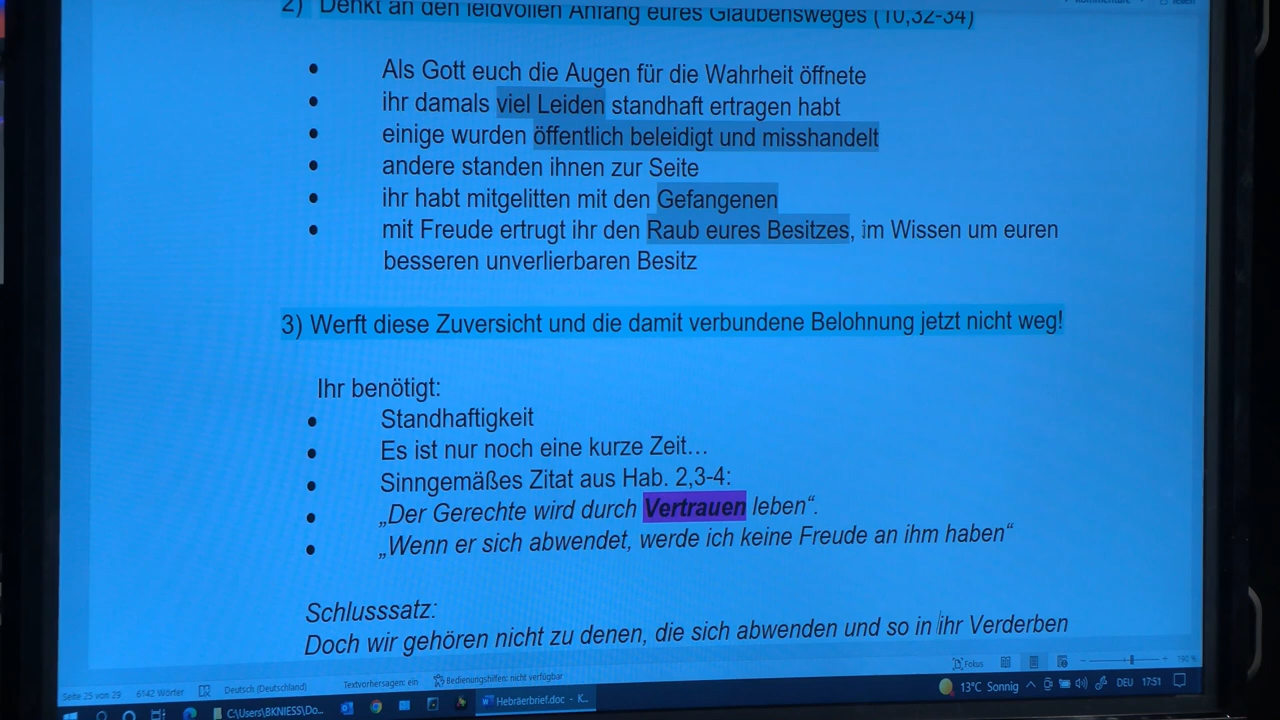 2) Denkt an den leidvollen Anfang eures Glaubensweges (10,32-34)
• Als Gott euch die Augen für die Wahrheit öffnete
• ihr damals viel Leiden standhaft ertragen habt
• einige wurden öffentlich beleidigt und misshandelt
• andere standen ihnen zur Seite
• ihr habt mitgelitten mit den Gefangenen
• mit Freude ertrugt ihr den Raub eures Besitzes, im Wissen um euren
besseren unverlierbaren Besitz
3) Werft diese Zuversicht und die damit verbundene Belohnung jetzt nicht weg!
Ihr benötigt:
• Standhaftigkeit
• Es ist nur noch eine kurze Zeit…
• Sinngemäßes Zitat aus Hab. 2,3-4:
• „Der Gerechte wird durch Vertrauen leben“.
• „Wenn er sich abwendet, werde ich keine Freude an ihm haben“
Schlusssatz:
Doch wir gehören nicht zu denen, die sich abwenden und so in ihr Verderben
Fokus 190 %
Seite 25 von 29 6142 Wörter Deutsch (Deutschland) Textvorhersagen: ein Bedienungshilfen: nicht verfügbar
C:\Users\BKNIESS\Do... Hebräerbrief.doc - K... 13°C Sonnig DEU 17:51